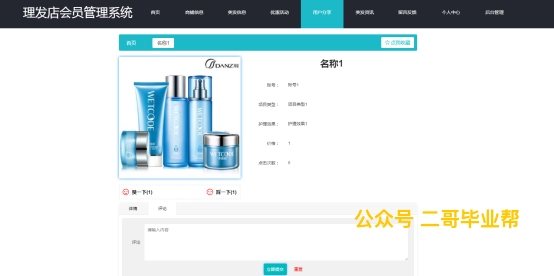 理发店会员管理系统
首页 店铺信息 美发信息 优惠活动 用户分享 美发资讯 留言反馈 个人中心 后台管理
首页 名称1 ☆点我收藏
DANZ
WETCODE
名称1
账号: 账号1
项目类型: 项目类型1
护理效果: 护理效果1
价格: 1
点击次数: 5
赞一下(1) 踩一下(1)
详情 评论
公众号 二哥毕业帮
评论 请输入内容
立即提交 重置